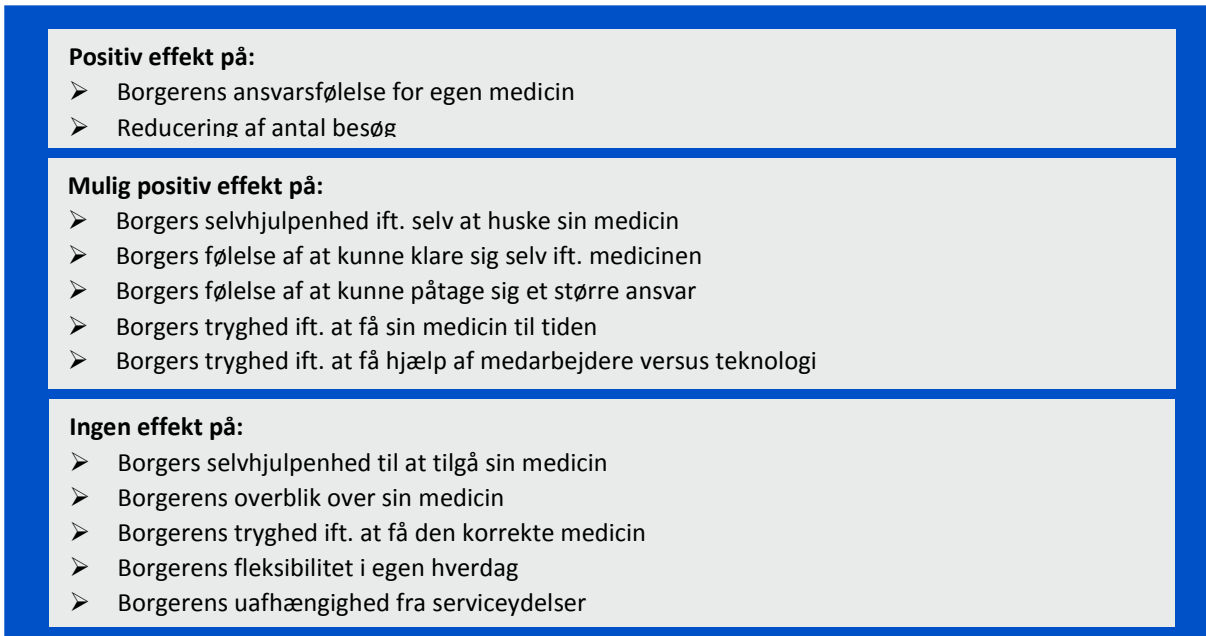 Positiv effekt på:
➢ Borgerens ansvarsfølelse for egen medicin
➢ Reducering af antal besøg
Mulig positiv effekt på:
➢ Borgers selvhjulpenhed ift. selv at huske sin medicin
➢ Borgers følelse af at kunne klare sig selv ift. medicinen
➢ Borgers følelse af at kunne påtage sig et større ansvar
➢ Borgers tryghed ift. at få sin medicin til tiden
➢ Borgers tryghed ift. at få hjælp af medarbejdere versus teknologi
Ingen effekt på:
➢ Borgers selvhjulpenhed til at tilgå sin medicin
➢ Borgerens overblik over sin medicin
➢ Borgerens tryghed ift. at få den korrekte medicin
➢ Borgerens fleksibilitet i egen hverdag
➢ Borgerens uafhængighed fra serviceydelser